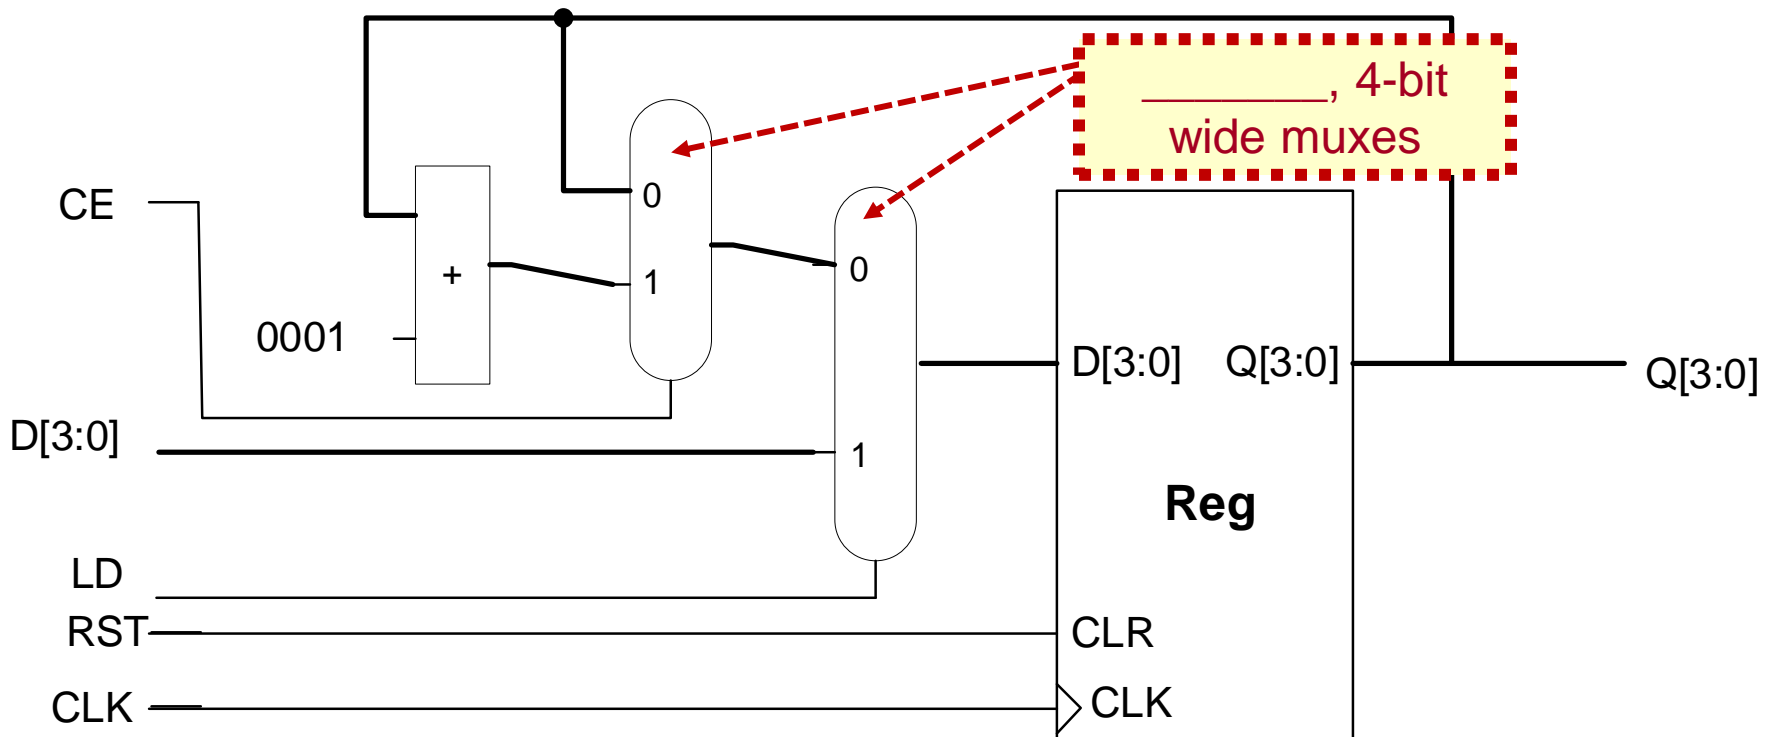 _______, 4-bit
wide muxes
CE
0
+
1
0
0001
D[3:0]
Q[3:0]
Q[3:0]
D[3:0]
1
Reg
LD
RST
CLR
CLK
CLK